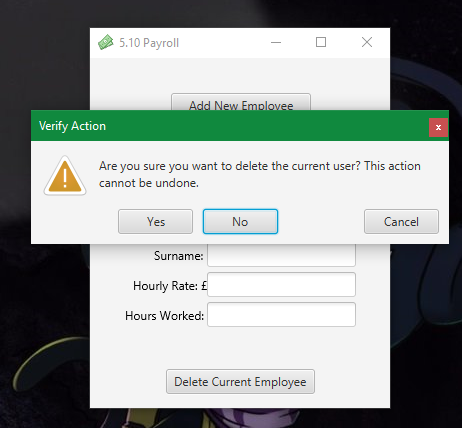 5.10 Payroll
Add New Employee
Verify Action
x
Are you sure you want to delete the current user? This action
cannot be undone.
Yes
No
Cancel
Surname:
Hourly Rate: £
Hours Worked:
Delete Current Employee